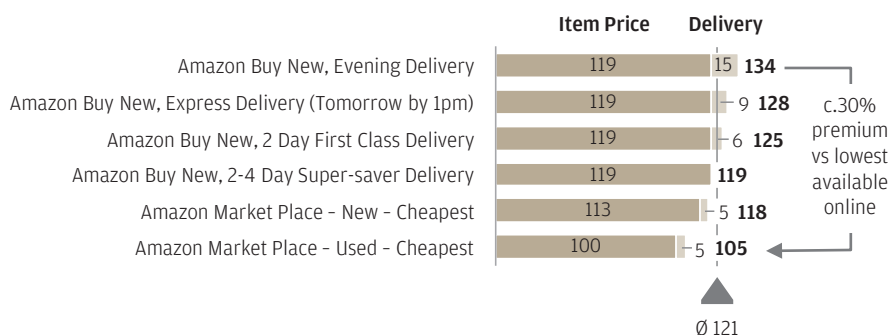 Item Price Delivery
Amazon Buy New, Evening Delivery 119 15 134
Amazon Buy New, Express Delivery (Tomorrow by 1pm) 119 9 128
Amazon Buy New, 2 Day First Class Delivery 119 6 125
Amazon Buy New, 2-4 Day Super-saver Delivery 119 119
Amazon Market Place – New – Cheapest 113 5 118
Amazon Market Place – Used – Cheapest 100 5 105
c.30%
premium
vs lowest
available
online
Ø 121